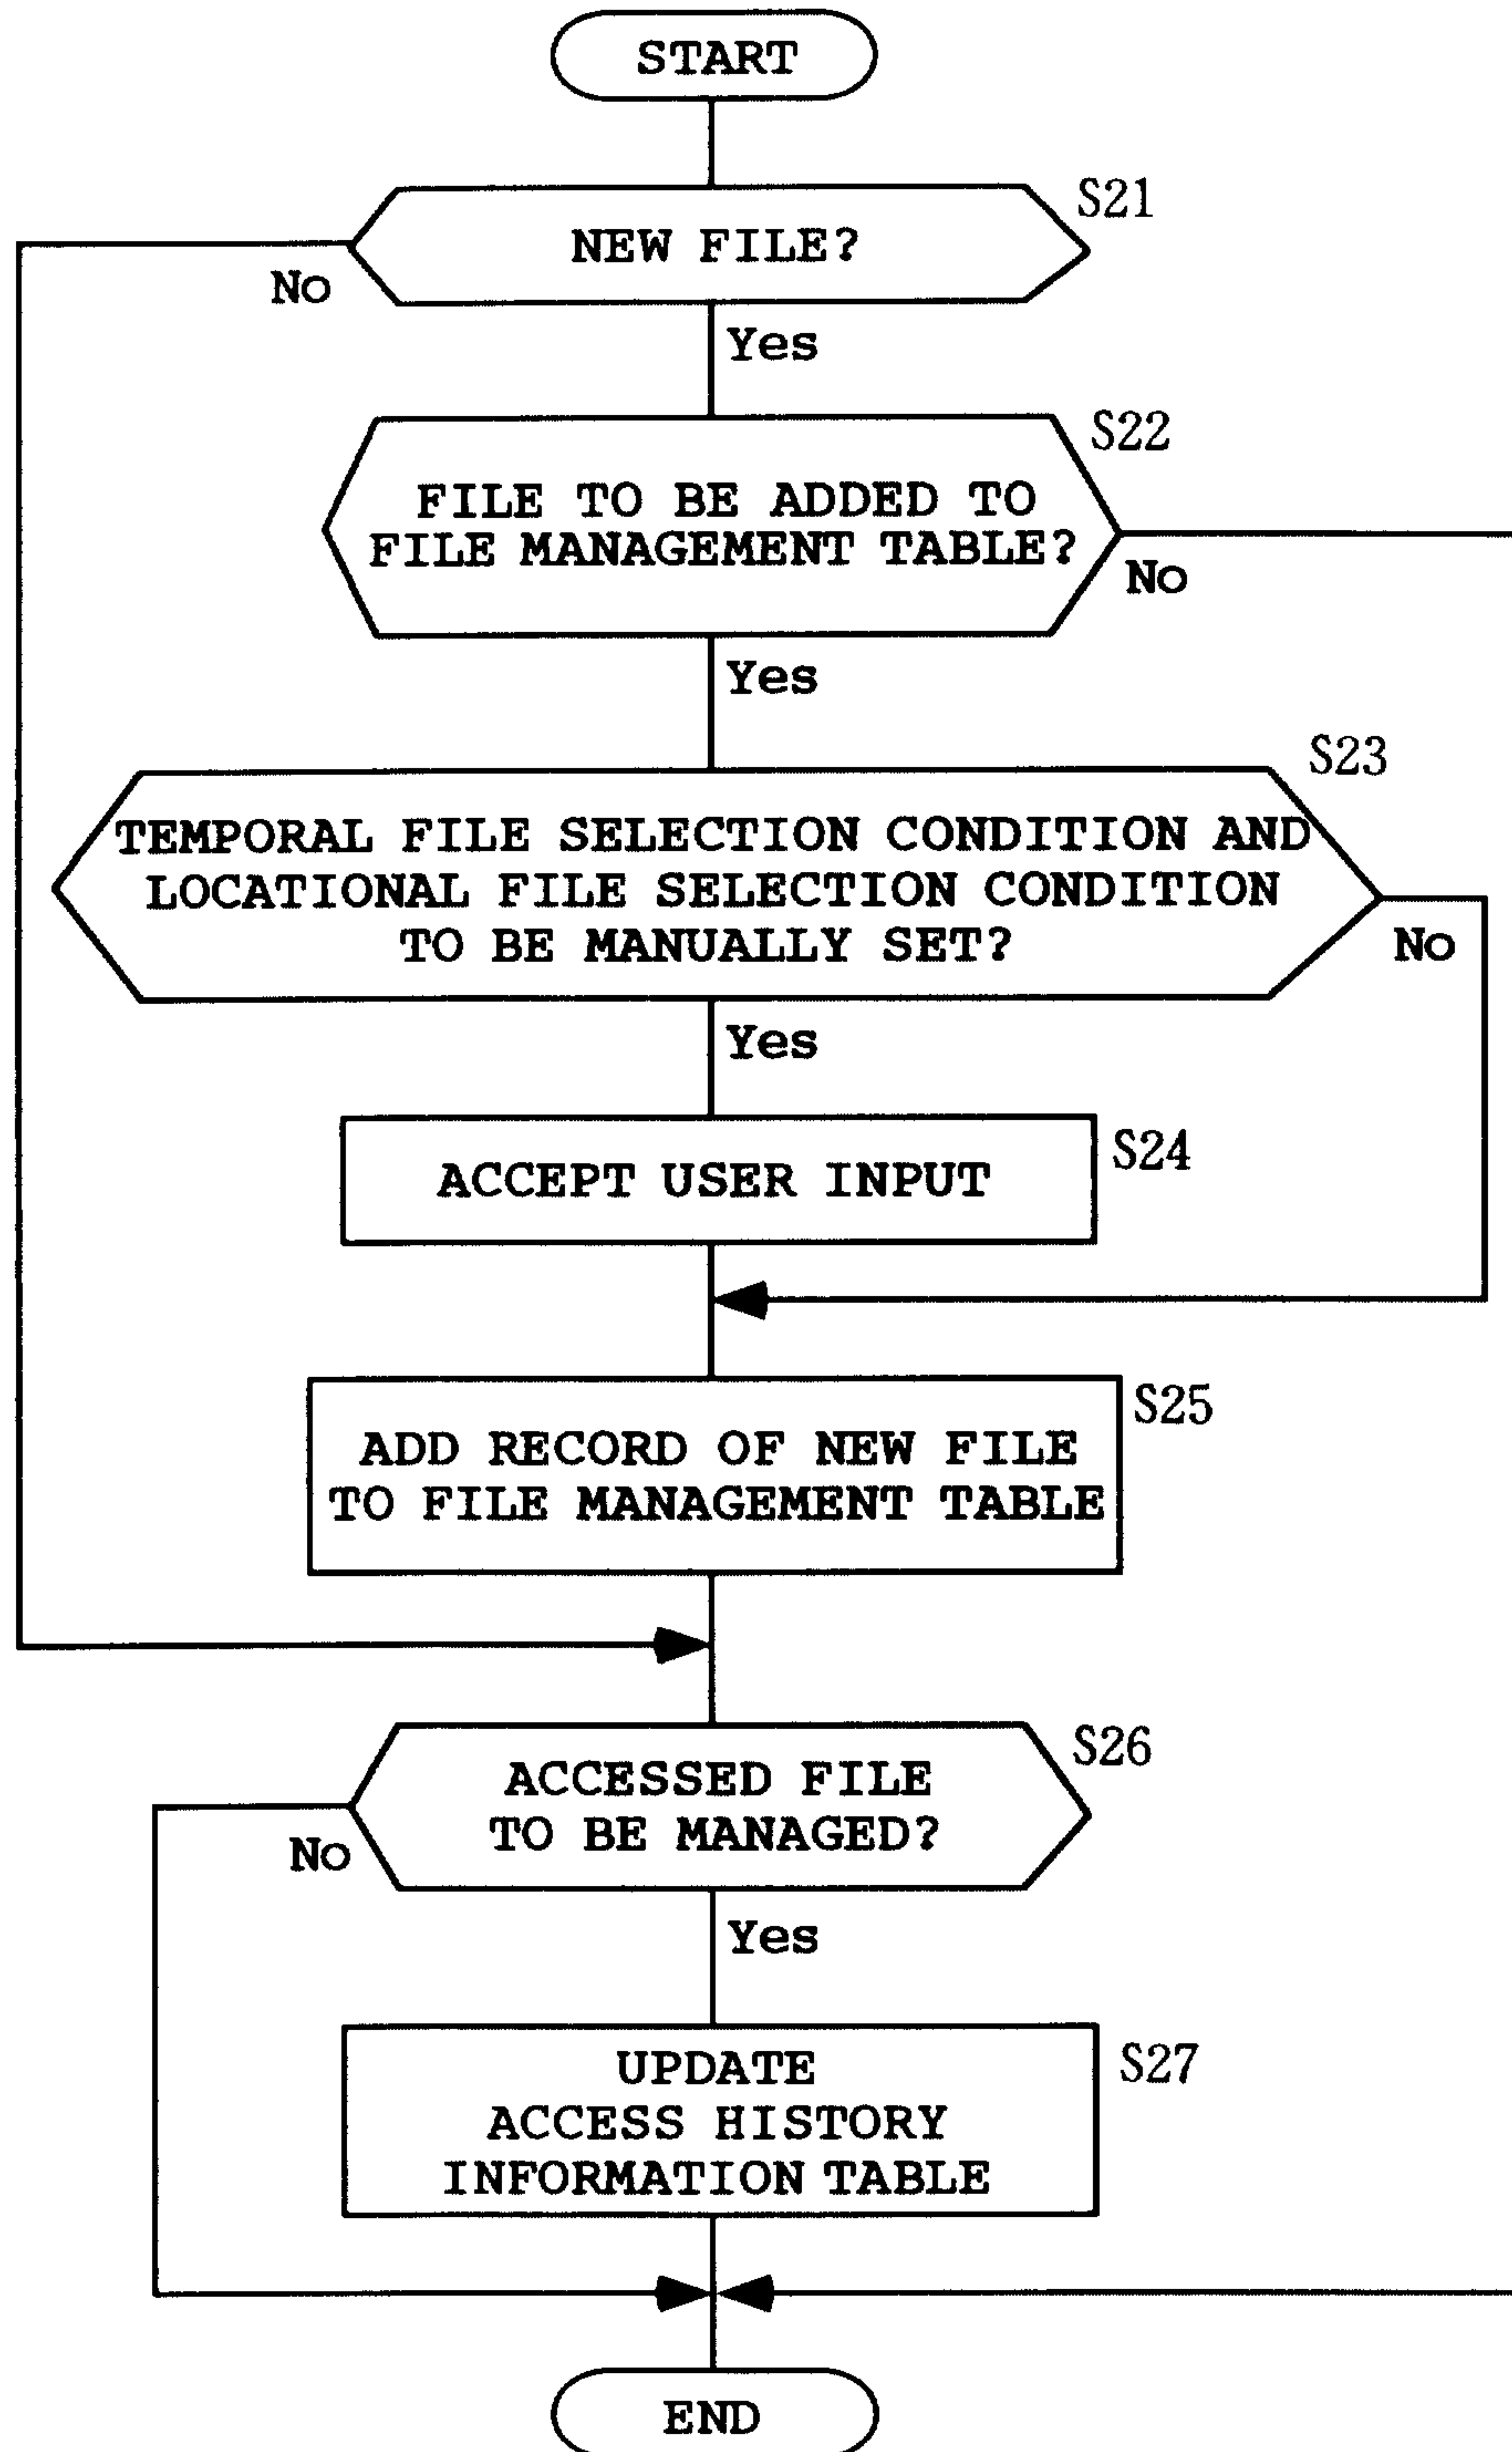 START
S21
NEW FILE?
No
Yes
S22
FILE TO BE ADDED TO
FILE MANAGEMENT TABLE?
No
Yes
S23
TEMPORAL FILE SELECTION CONDITION AND
LOCATIONAL FILE SELECTION CONDITION
TO BE MANUALLY SET?
No
Yes
S24
ACCEPT USER INPUT
S25
ADD RECORD OF NEW FILE
TO FILE MANAGEMENT TABLE
S26
ACCESSED FILE
TO BE MANAGED?
No
Yes
S27
UPDATE
ACCESS HISTORY
INFORMATION TABLE
END